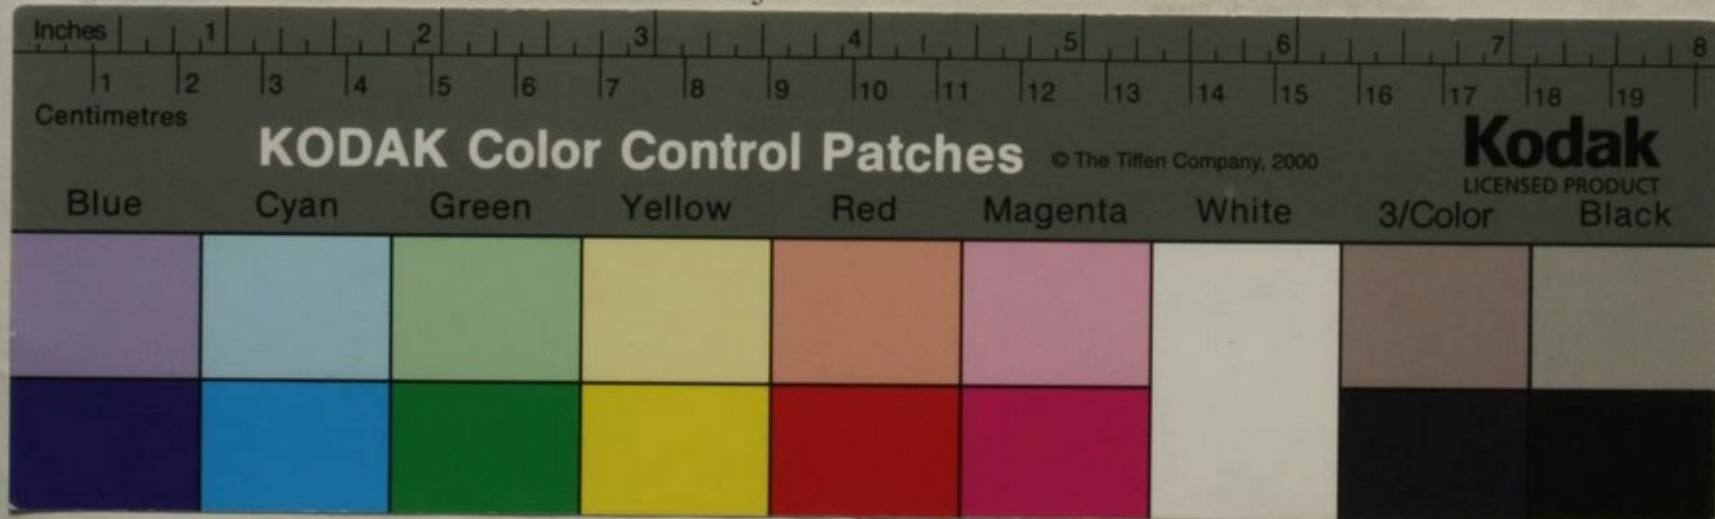 Inches 1 2 3 4 5 6 7 8
1 2 3 4 5 6 7 8 9 10 11 12 13 14 15 16 17 18 19
Centimetres
KODAK Color Control Patches © The Tiffen Company, 2000
Kodak
LICENSED PRODUCT
Blue Cyan Green Yellow Red Magenta White 3/Color Black